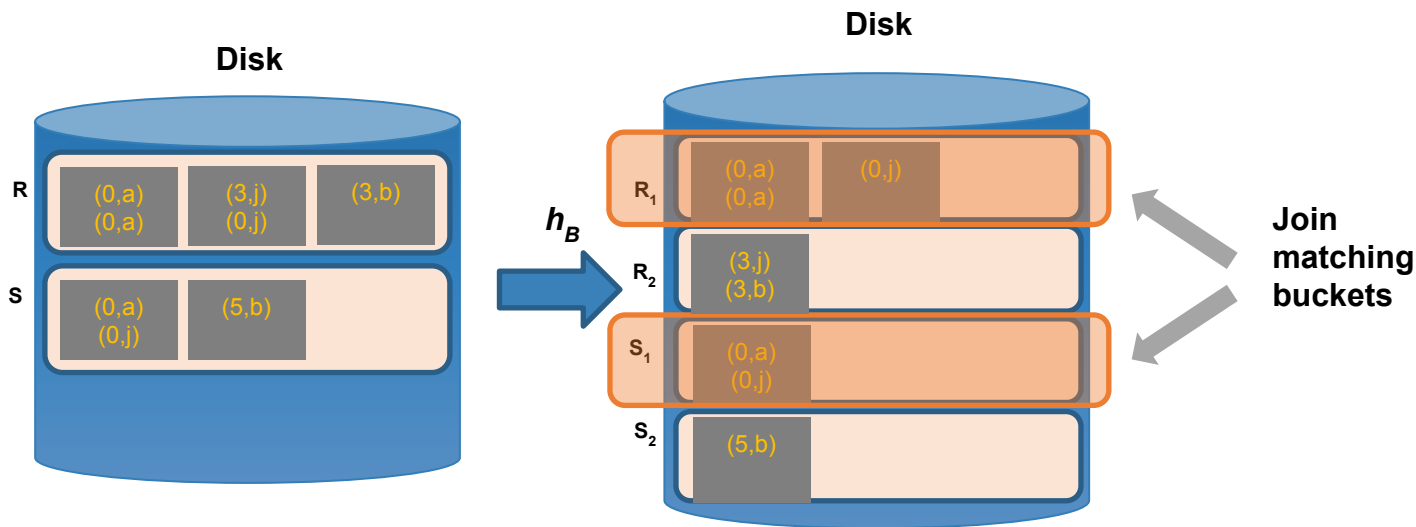 Disk
R
(0,a)
(0,a)
(3,j)
(0,j)
(3,b)
S
(0,a)
(0,j)
(5,b)
h_B
Disk
R_1
(0,a)
(0,a)
(0,j)
R_2
(3,j)
(3,b)
S_1
(0,a)
(0,j)
S_2
(5,b)
Join
matching
buckets